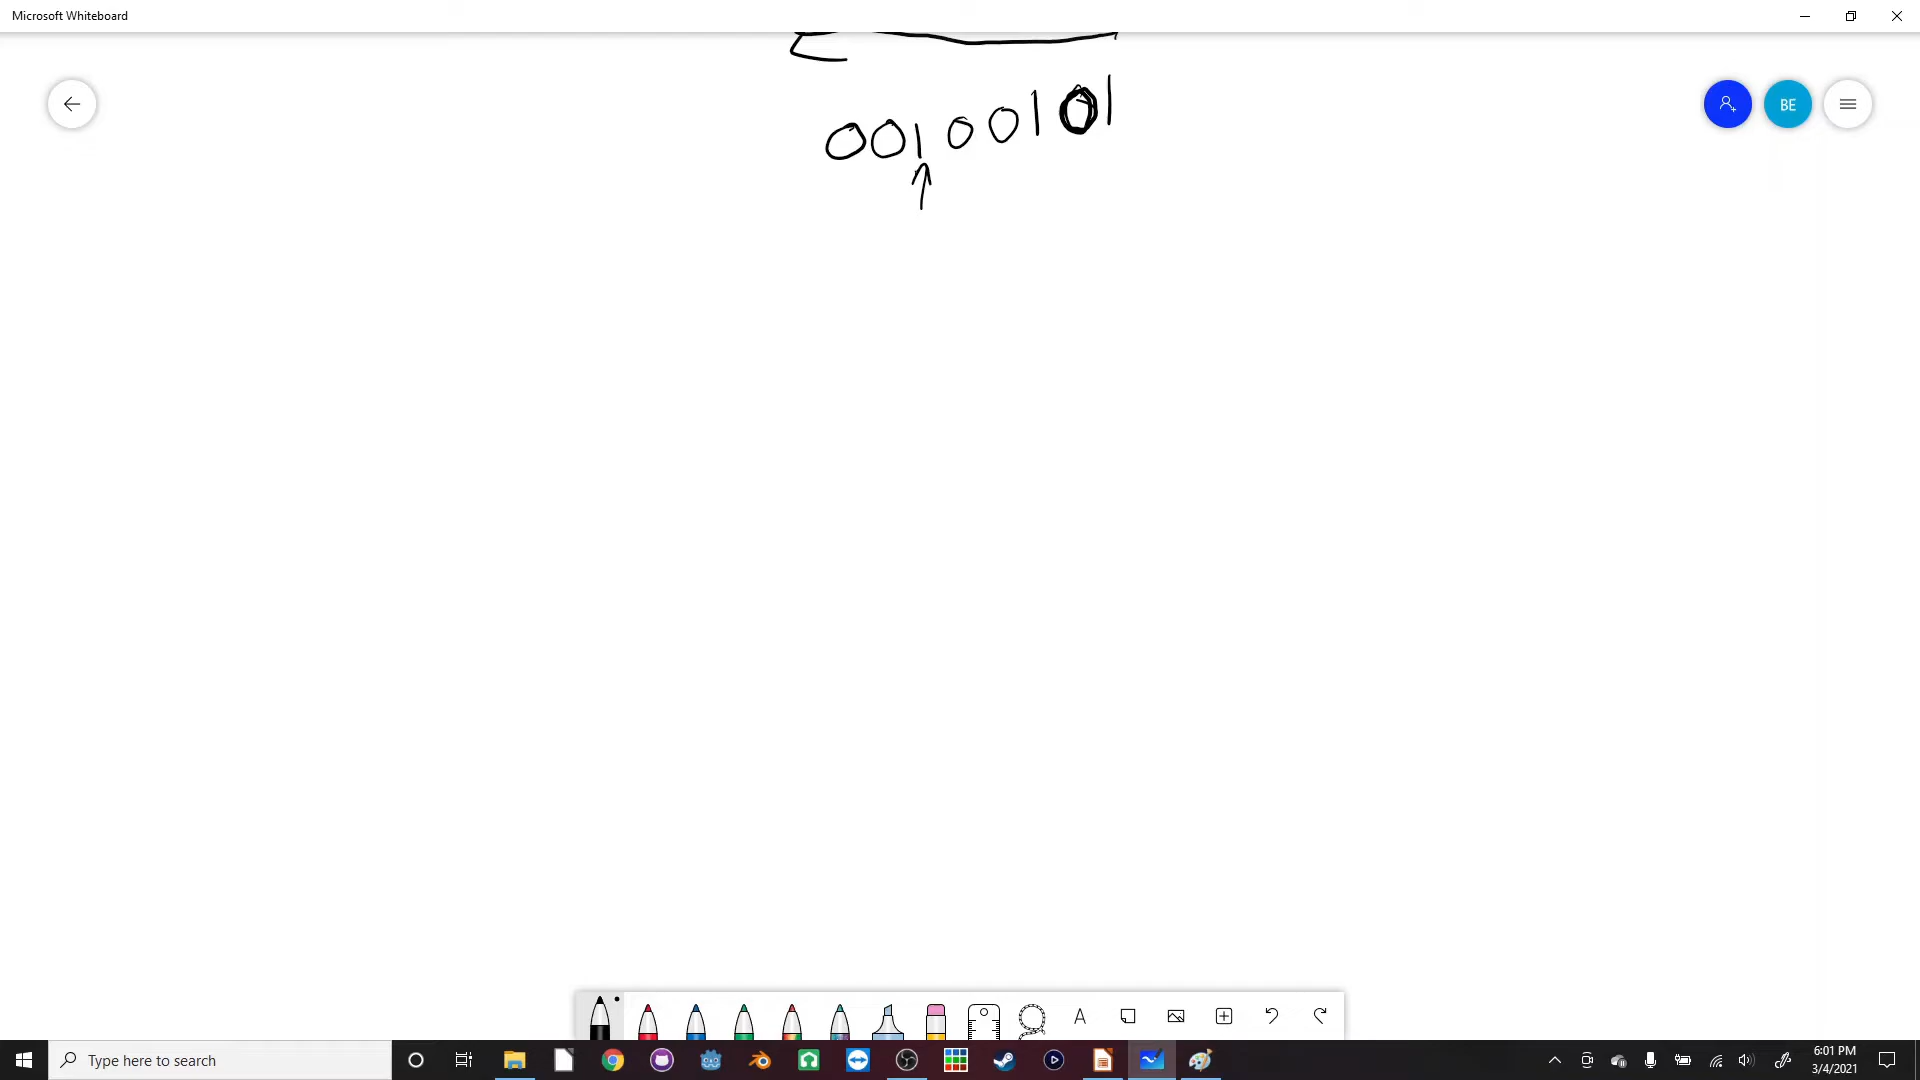 Microsoft Whiteboard
00100101
BE
A
Type here to search
6:01 PM
3/4/2021